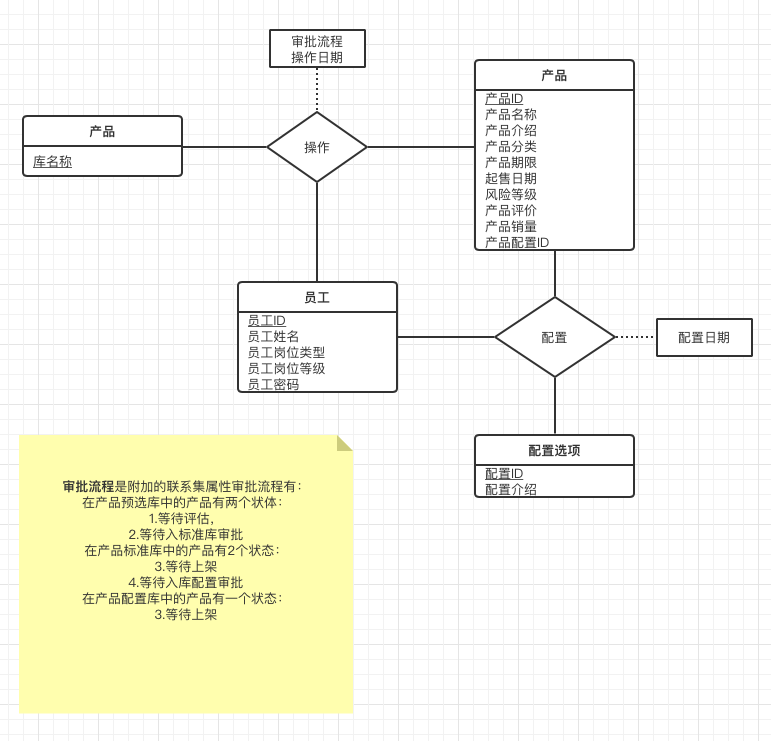 审批流程
操作日期
产品
库名称
操作
产品
产品ID
产品名称
产品介绍
产品分类
产品期限
起售日期
风险等级
产品评价
产品销量
产品配置ID
员工
员工ID
员工姓名
员工岗位类型
员工岗位等级
员工密码
配置
配置日期
配置选项
配置ID
配置介绍
审批流程是附加的联系集属性审批流程有：
在产品预选库中的产品有两个状体：
1.等待评估，
2.等待入标准库审批
在产品标准库中的产品有2个状态：
3.等待上架
4.等待入库配置审批
在产品配置库中的产品有一个状态：
3.等待上架